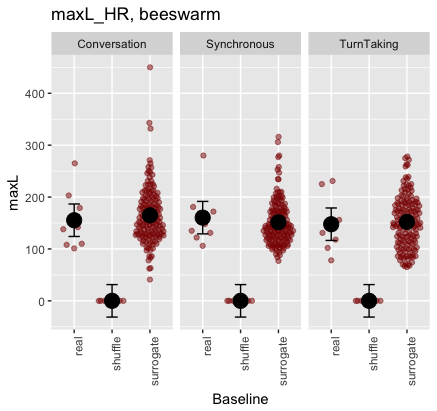 maxL_HR, beeswarm
Conversation Synchronous TurnTaking
maxL
400
300
200
100
0
real shuffle surrogate real shuffle surrogate real shuffle surrogate
Baseline